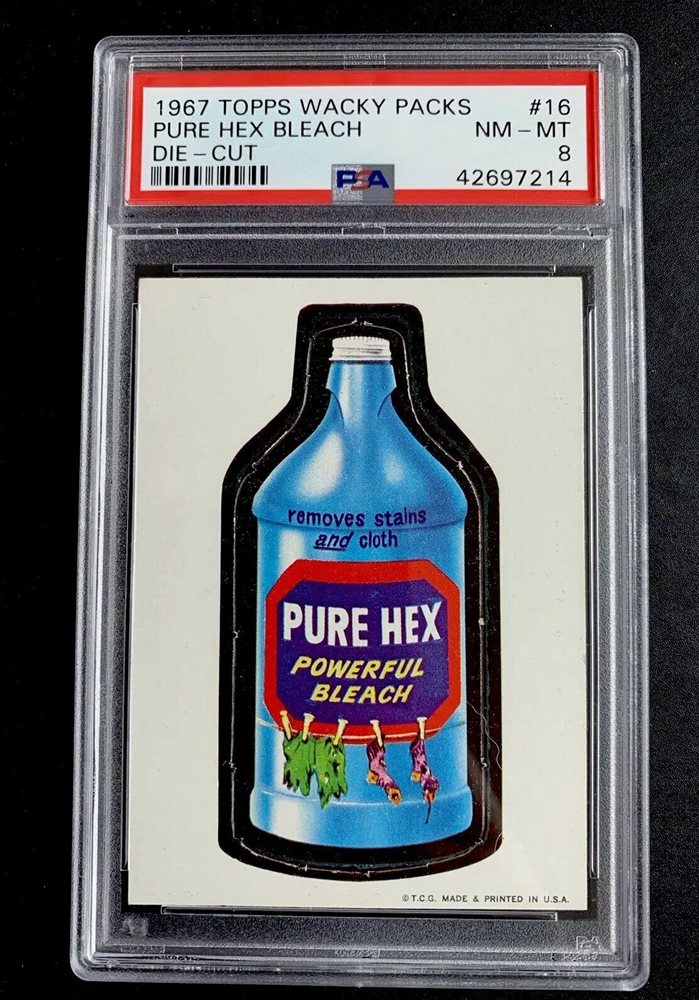 1967 TOPPS WACKY PACKS #16
PURE HEX BLEACH NM - MT
DIE - CUT 8
PSA 42697214
removes stains
and cloth
PURE HEX
POWERFUL
BLEACH
© T.C.G. MADE & PRINTED IN U.S.A.